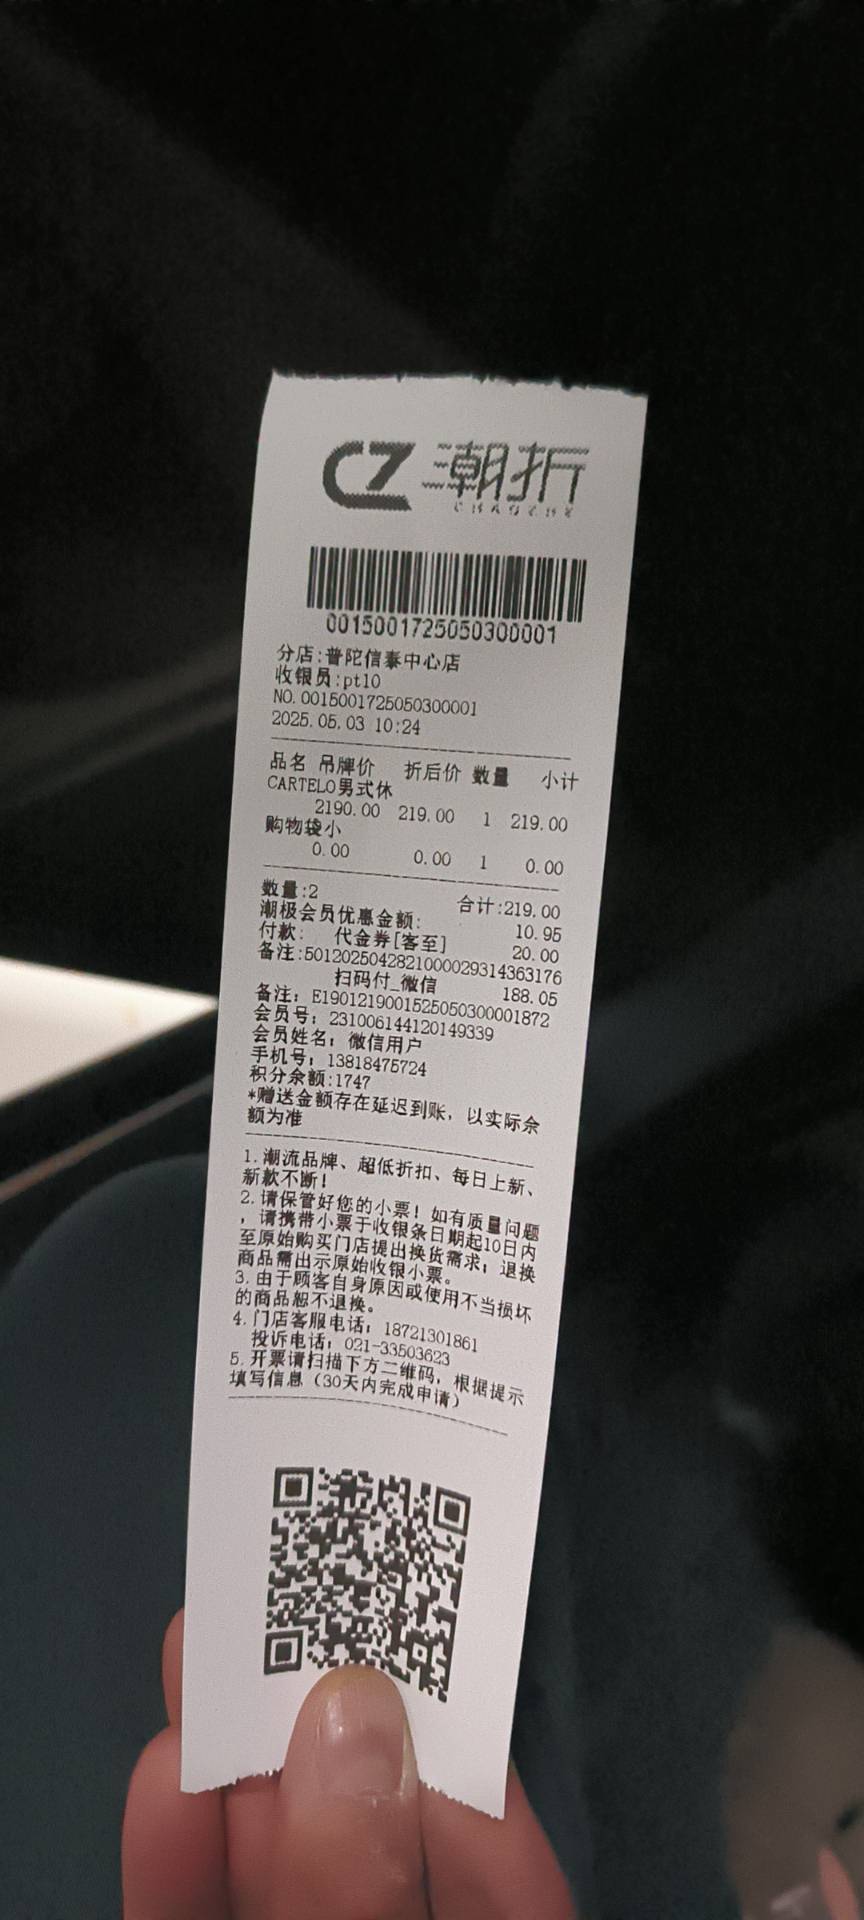 CZ 潮折
CHAOZHE
0015001725050300001
分店:普陀信泰中心店
收银员:pt10
NO.0015001725050300001
2025.05.03 10:24
品名 吊牌价 折后价 数量 小计
CARTELO男式休
2190.00 219.00 1 219.00
购物袋小
0.00 0.00 1 0.00
数量:2 合计:219.00
潮极会员优惠金额: 10.95
付款: 代金券[客至] 20.00
备注:5012025042821000029314363176
扫码付_微信 188.05
备注: E19012190015250503000​01872
会员号: 231006144120149339
会员姓名: 微信用户
手机号: 13818475724
积分余额:1747
*赠送金额存在延迟到账, 以实际余
额为准
1.潮流品牌、超低折扣、每日上新、
新款不断!
2.请保管好您的小票! 如有质量问题
, 请携带小票于收银条日期起10日内
至原始购买门店提出换货需求; 退换
商品需出示原始收银小票。
3.由于顾客自身原因或使用不当损坏
的商品恕不退换。
4.门店客服电话: 18721301861
投诉电话: 021-33503623
5.开票请扫描下方二维码, 根据提示
填写信息 (30天内完成申请)